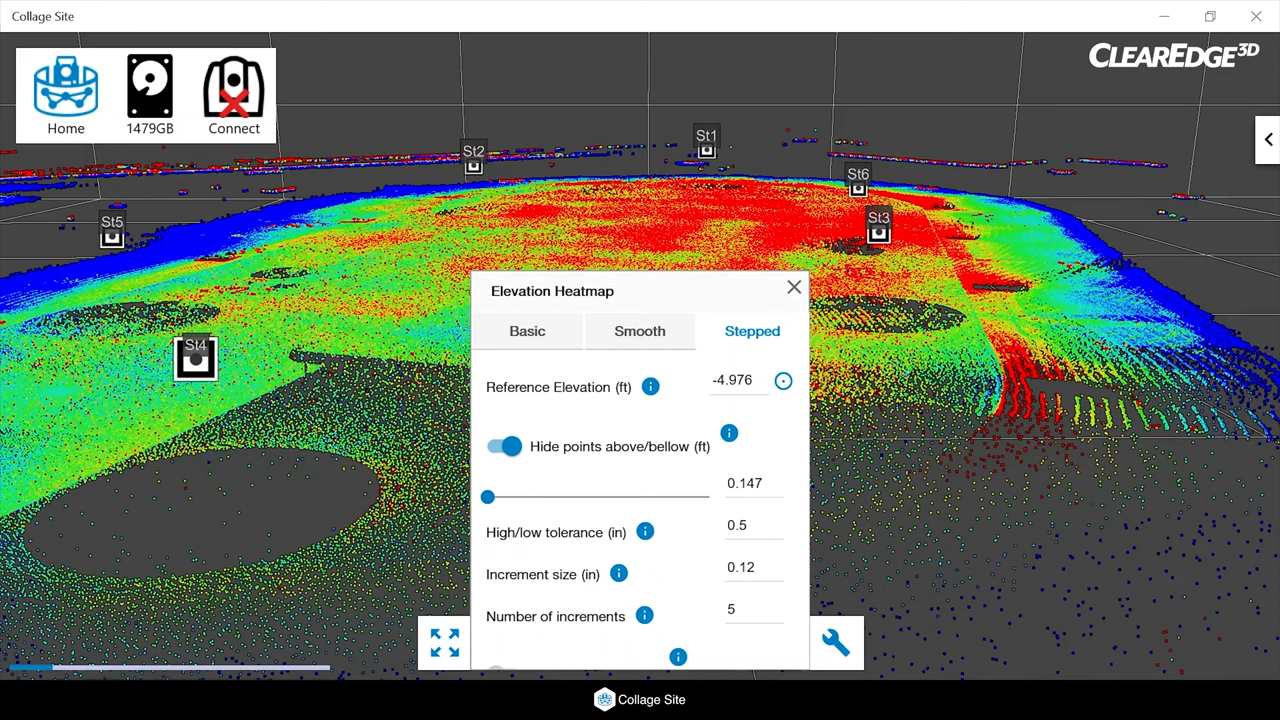 Collage Site
CLEAREDGE3D
Home
1479GB
Connect
St1
St2
St6
St3
St5
St4
Elevation Heatmap
Basic
Smooth
Stepped
Reference Elevation (ft)
-4.976
Hide points above/bellow (ft)
0.147
High/low tolerance (in)
0.5
Increment size (in)
0.12
Number of increments
5
Collage Site